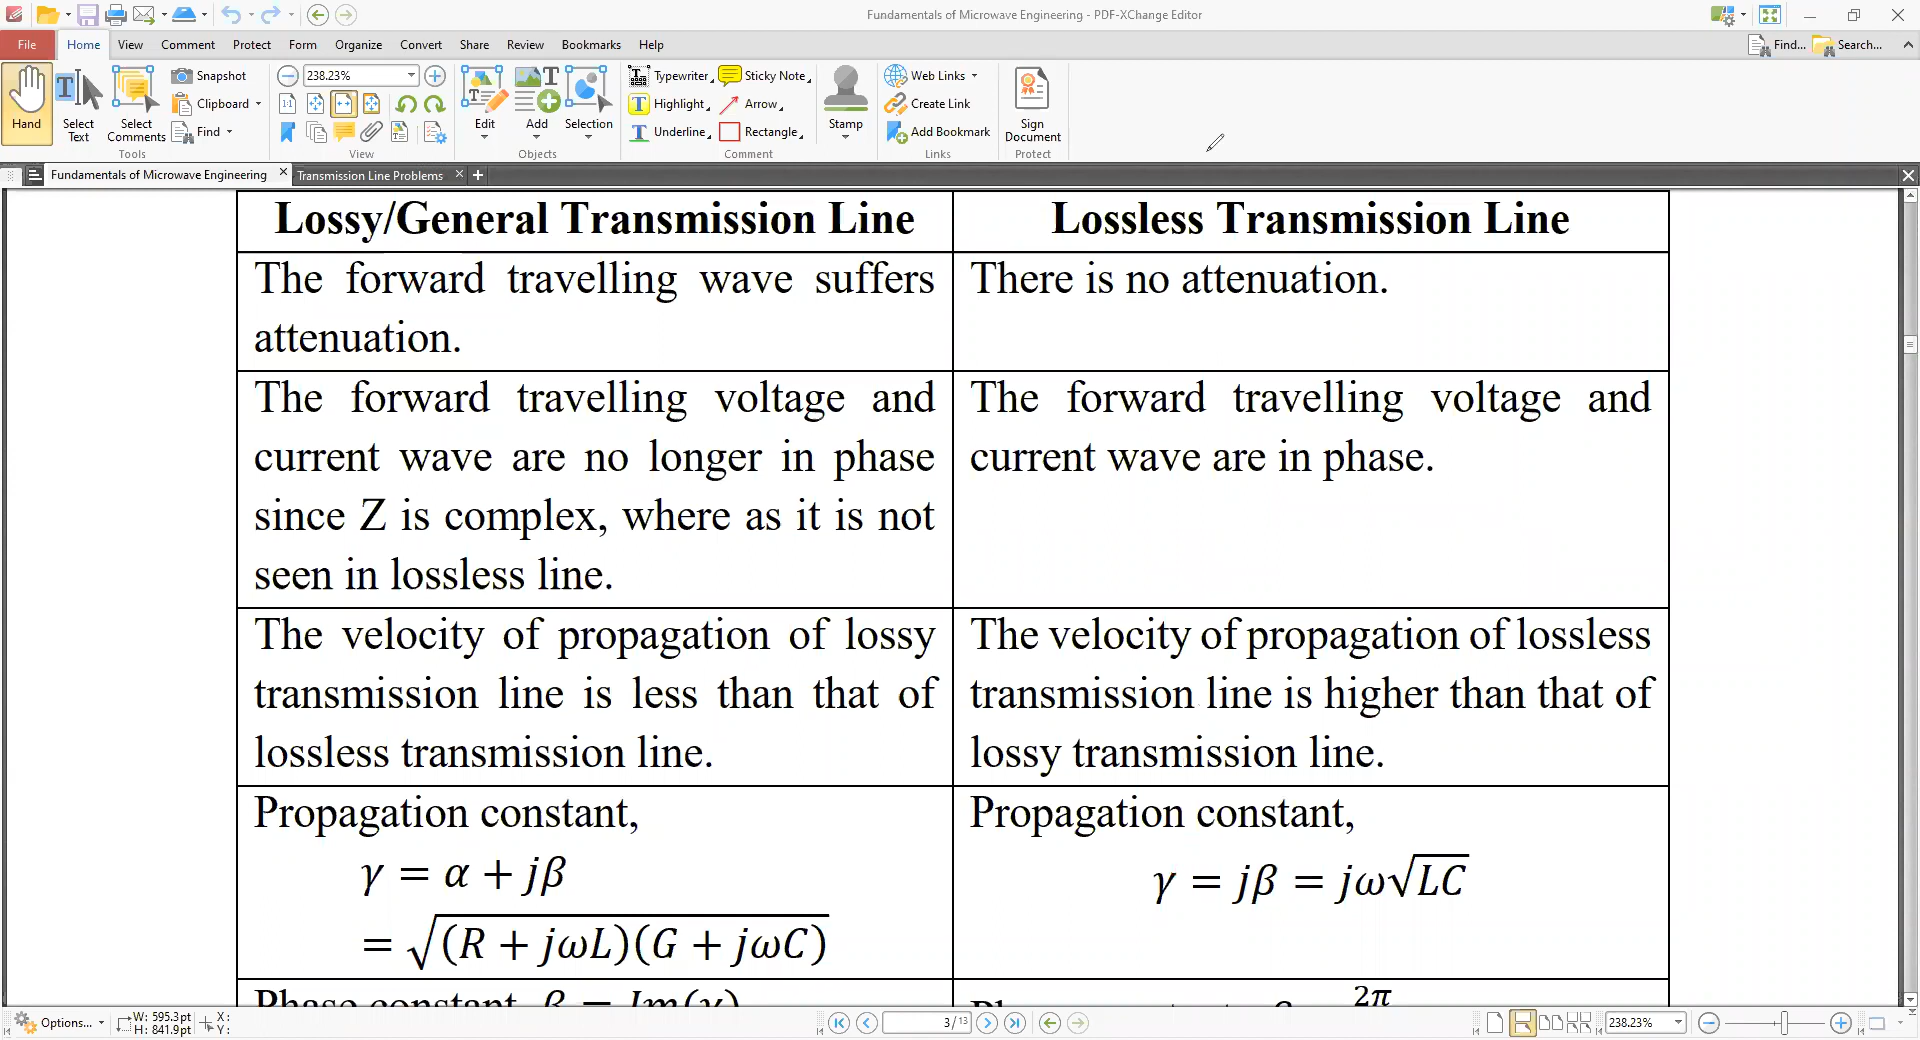 Fundamentals of Microwave Engineering - PDF-XChange Editor
File Home View Comment Protect Form Organize Convert Share Review Bookmarks Help Find... Search...
Hand
Select Text
Select Comments
Snapshot
Clipboard
Find
Tools
238.23%
View
Edit
Add
Selection
Objects
Typewriter
Highlight
Underline
Sticky Note
Arrow
Rectangle
Stamp
Comment
Web Links
Create Link
Add Bookmark
Links
Sign Document
Protect
Fundamentals of Microwave Engineering Transmission Line Problems
Lossy/General Transmission Line
Lossless Transmission Line
The forward travelling wave suffers
attenuation.
There is no attenuation.
The forward travelling voltage and
current wave are no longer in phase
since Z is complex, where as it is not
seen in lossless line.
The forward travelling voltage and
current wave are in phase.
The velocity of propagation of lossy
transmission line is less than that of
lossless transmission line.
The velocity of propagation of lossless
transmission line is higher than that of
lossy transmission line.
Propagation constant,
γ = α + jβ
= √(R + jωL)(G + jωC)
Propagation constant,
γ = jβ = jω√LC
Phase constant, β = Im(γ)
2π
Options...
W: 595.3pt
H: 841.9pt
X:
Y:
3 / 13
238.23%